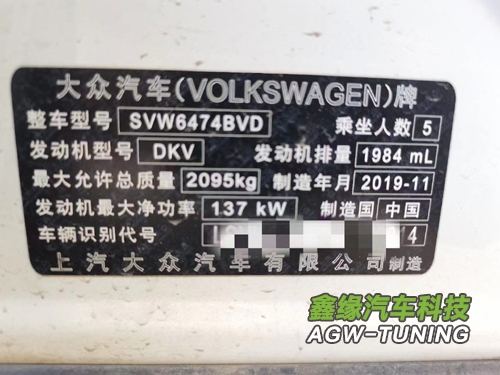 大众汽车(VOLKSWAGEN)牌
整车型号 SVW6474BVD 乘坐人数 5
发动机型号 DKV 发动机排量 1984 mL
最大允许总质量 2095kg 制造年月 2019-11
发动机最大净功率 137 kW 制造国 中国
车辆识别代号 L 4
上汽大众汽车有限公司制造
鑫缘汽车科技
AGW-TUNING